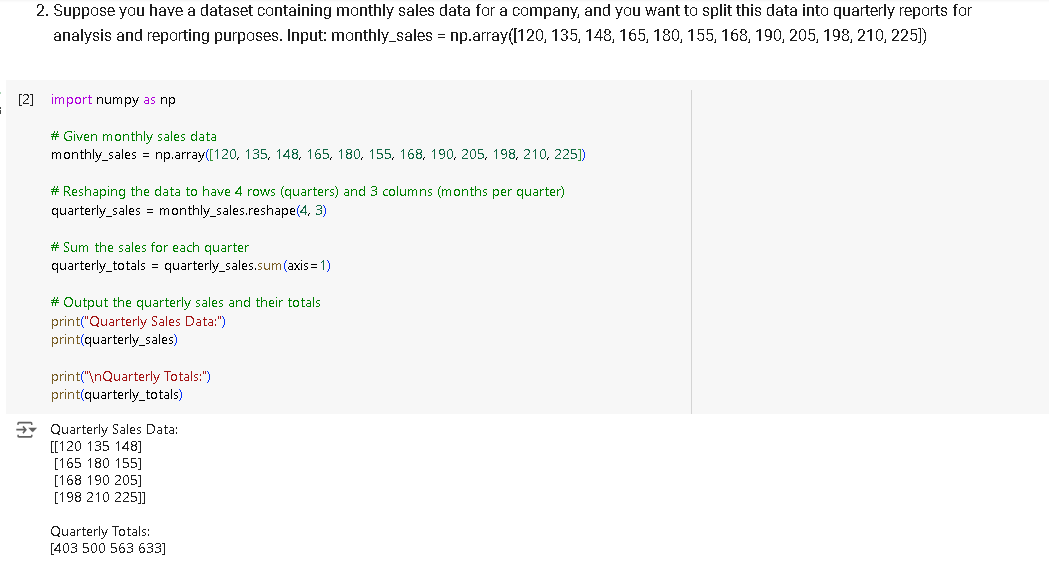 2. Suppose you have a dataset containing monthly sales data for a company, and you want to split this data into quarterly reports for
analysis and reporting purposes. Input: monthly_sales = np.array([120, 135, 148, 165, 180, 155, 168, 190, 205, 198, 210, 225])
[2] import numpy as np
# Given monthly sales data
monthly_sales = np.array([120, 135, 148, 165, 180, 155, 168, 190, 205, 198, 210, 225])
# Reshaping the data to have 4 rows (quarters) and 3 columns (months per quarter)
quarterly_sales = monthly_sales.reshape(4, 3)
# Sum the sales for each quarter
quarterly_totals = quarterly_sales.sum(axis=1)
# Output the quarterly sales and their totals
print("Quarterly Sales Data:")
print(quarterly_sales)
print("\nQuarterly Totals:")
print(quarterly_totals)
Quarterly Sales Data:
[[120 135 148]
[165 180 155]
[168 190 205]
[198 210 225]]
Quarterly Totals:
[403 500 563 633]